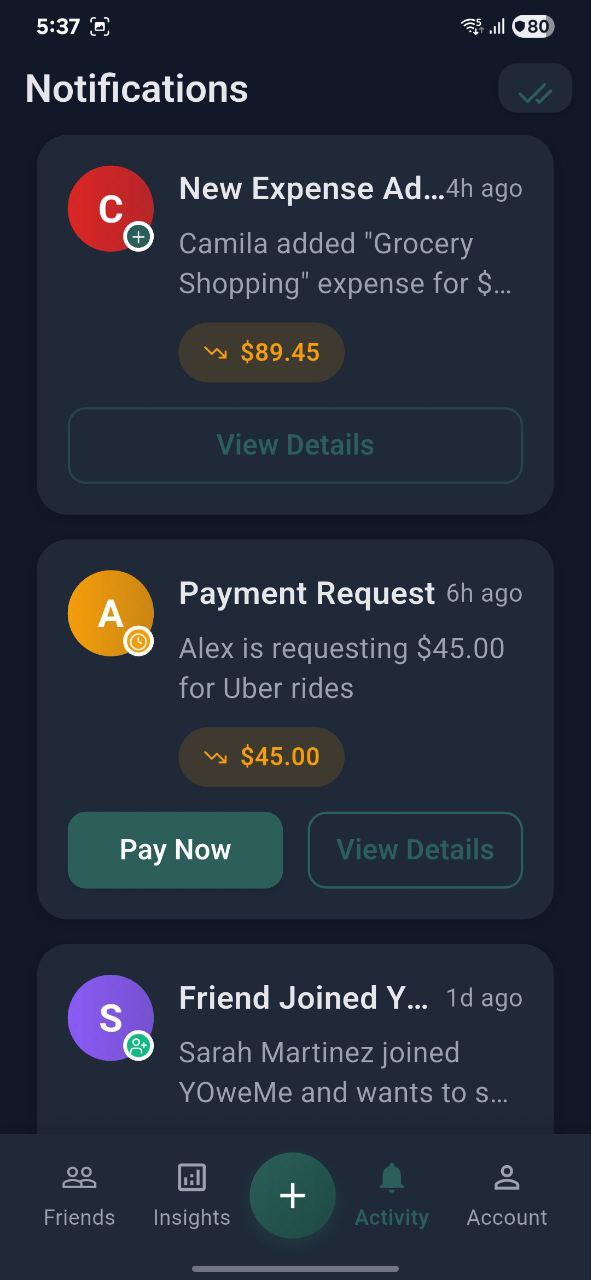 5:37
5
80
Notifications
C
New Expense Ad... 4h ago
Camila added "Grocery
Shopping" expense for $...
$89.45
View Details
A
Payment Request 6h ago
Alex is requesting $45.00
for Uber rides
$45.00
Pay Now View Details
S
Friend Joined Y... 1d ago
Sarah Martinez joined
YOweMe and wants to s...
Friends Insights Activity Account